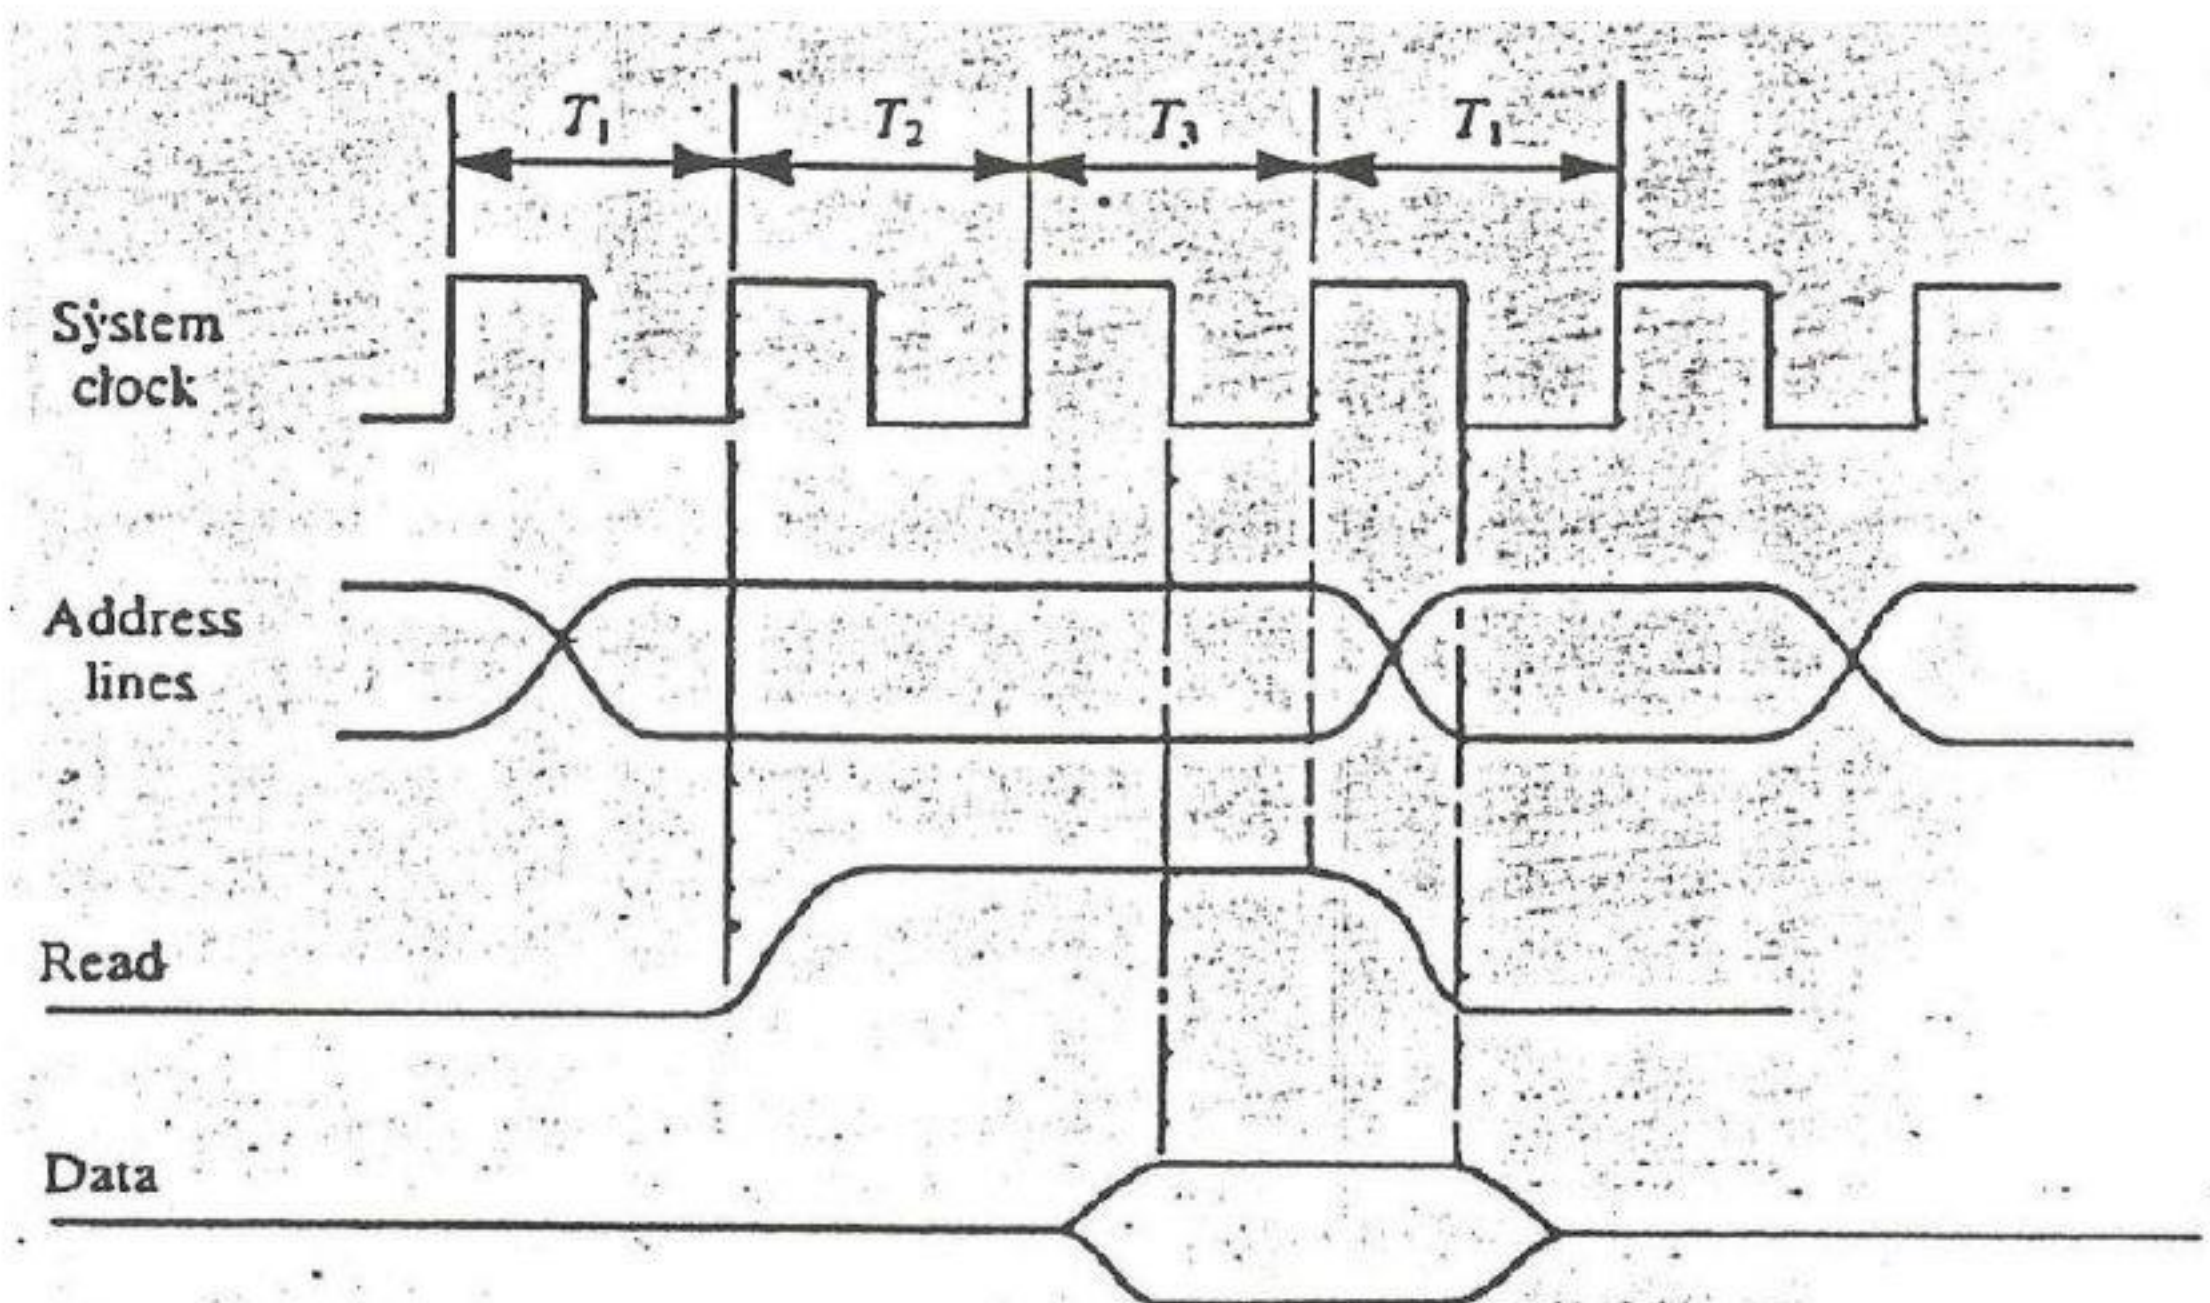 T₁ T₂ T₃ T₁
System
clock
Address
lines
Read
Data